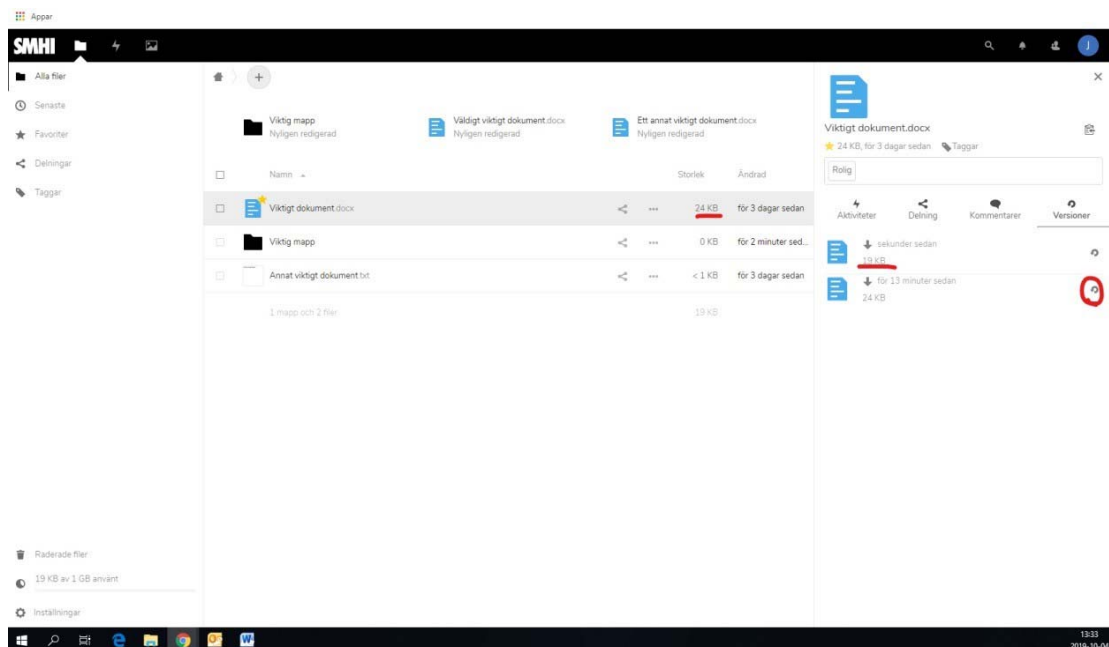 Appar
SMHI
J
Alla filer
Senaste
Favoriter
Delningar
Taggar
Viktig mapp
Nyligen redigerad
Väldigt viktigt dokument.docx
Nyligen redigerad
Ett annat viktigt dokument.docx
Nyligen redigerad
Namn Storlek Ändrad
Viktigt dokument.docx 24 KB för 3 dagar sedan
Viktig mapp 0 KB för 2 minuter sed...
Annat viktigt dokument.txt < 1 KB för 3 dagar sedan
1 mapp och 2 filer 19 KB
Viktigt dokument.docx
24 KB, för 3 dagar sedan Taggar
Rolig
Aktiviteter Delning Kommentarer Versioner
sekunder sedan
19 KB
för 13 minuter sedan
24 KB
Raderade filer
19 KB av 1 GB använt
Inställningar
13:33
2019-10-04